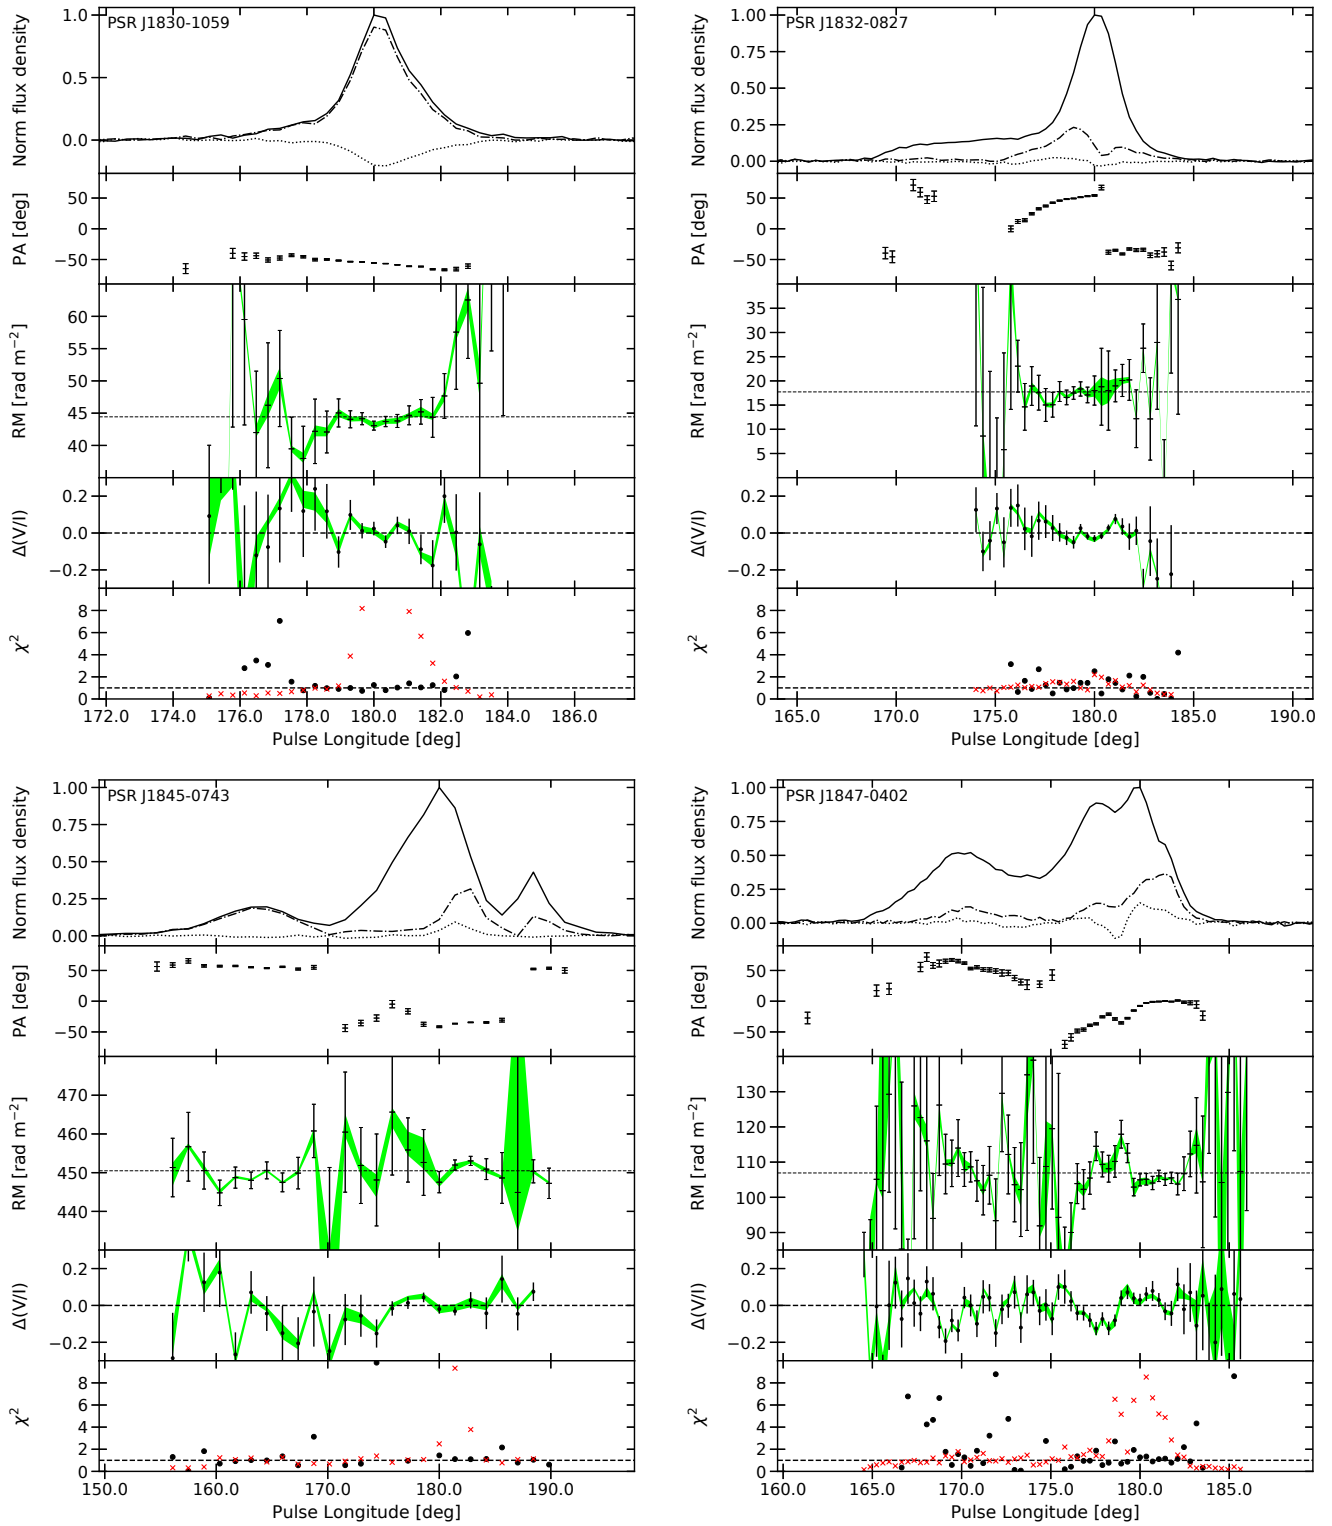 PSR J1830-1059
Norm flux density
1.0
0.5
0.0
PA [deg]
50
0
−50
RM [rad m−2]
60
55
50
45
40
Δ(V/I)
0.2
0.0
−0.2
χ2
8
6
4
2
0
172.0 174.0 176.0 178.0 180.0 182.0 184.0 186.0
Pulse Longitude [deg]
PSR J1832-0827
Norm flux density
1.00
0.75
0.50
0.25
0.00
PA [deg]
50
0
−50
RM [rad m−2]
35
30
25
20
15
10
5
Δ(V/I)
0.2
0.0
−0.2
χ2
8
6
4
2
0
165.0 170.0 175.0 180.0 185.0 190.0
Pulse Longitude [deg]
PSR J1845-0743
Norm flux density
1.00
0.75
0.50
0.25
0.00
PA [deg]
50
0
−50
RM [rad m−2]
470
460
450
440
Δ(V/I)
0.2
0.0
−0.2
χ2
8
6
4
2
0
150.0 160.0 170.0 180.0 190.0
Pulse Longitude [deg]
PSR J1847-0402
Norm flux density
1.00
0.75
0.50
0.25
0.00
PA [deg]
50
0
−50
RM [rad m−2]
130
120
110
100
90
Δ(V/I)
0.2
0.0
−0.2
χ2
8
6
4
2
0
160.0 165.0 170.0 175.0 180.0 185.0
Pulse Longitude [deg]